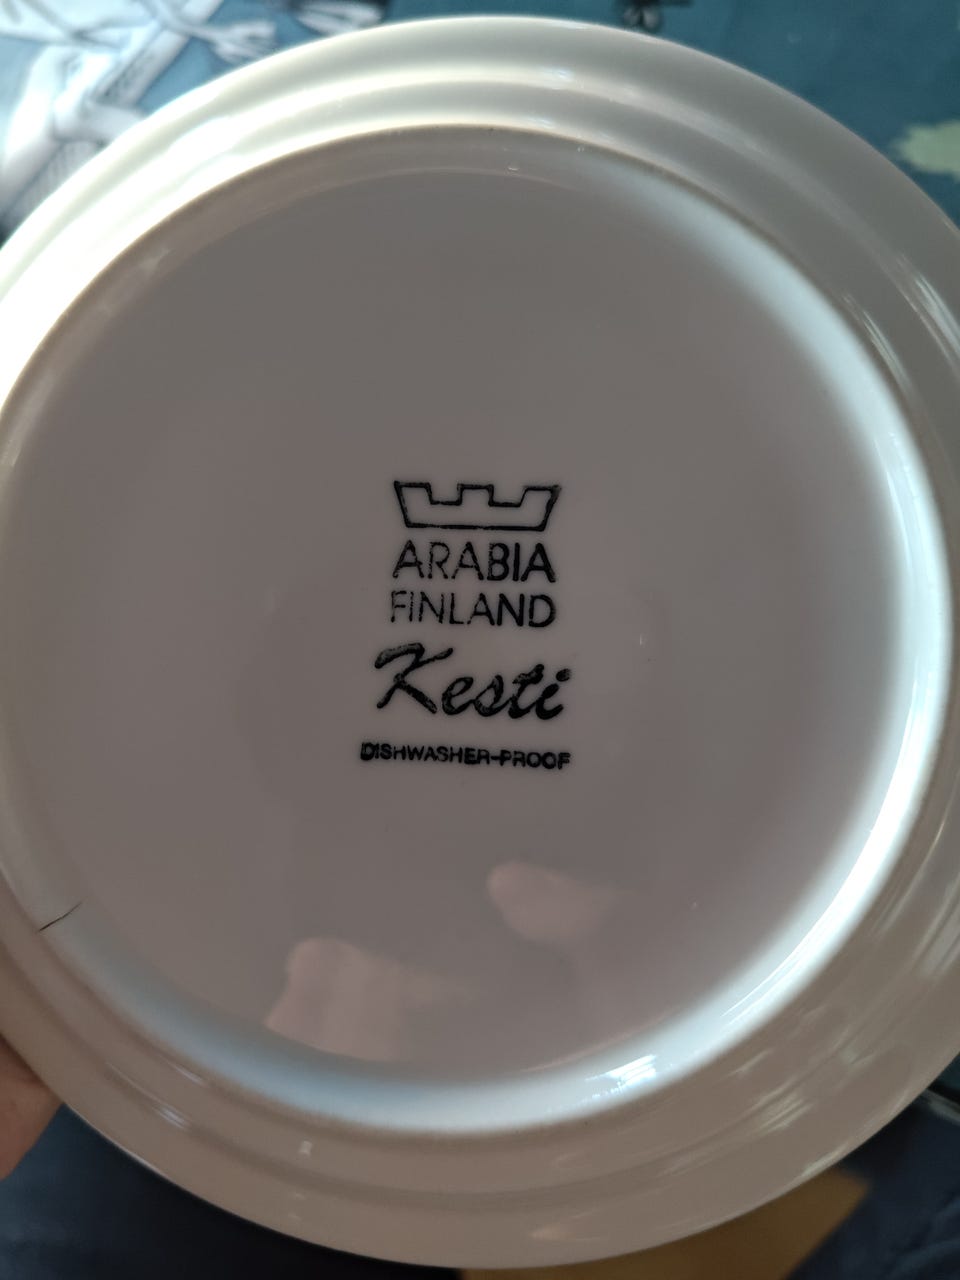 ARABIA
FINLAND
Kesti
DISHWASHER-PROOF